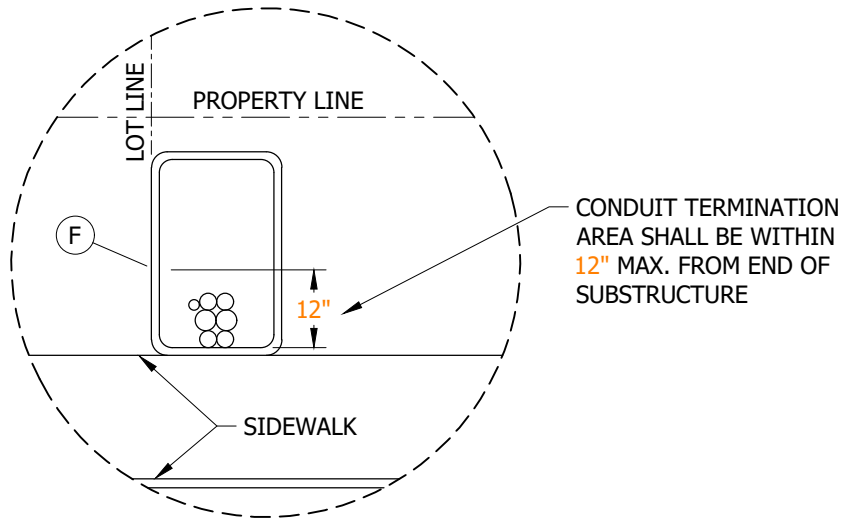 LOT LINE
PROPERTY LINE
F
12"
CONDUIT TERMINATION
AREA SHALL BE WITHIN
12" MAX. FROM END OF
SUBSTRUCTURE
SIDEWALK